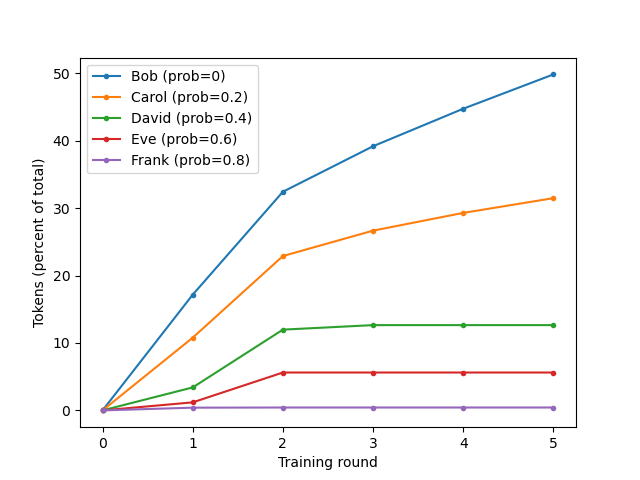 Bob (prob=0)
Carol (prob=0.2)
David (prob=0.4)
Eve (prob=0.6)
Frank (prob=0.8)
Tokens (percent of total)
50
40
30
20
10
0
0 1 2 3 4 5
Training round